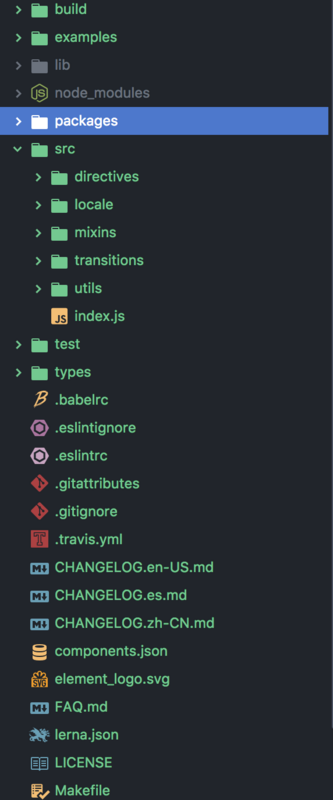 build
examples
lib
node_modules
packages
src
directives
locale
mixins
transitions
utils
index.js
test
types
.babelrc
.eslintignore
.eslintrc
.gitattributes
.gitignore
.travis.yml
CHANGELOG.en-US.md
CHANGELOG.es.md
CHANGELOG.zh-CN.md
components.json
element_logo.svg
FAQ.md
lerna.json
LICENSE
Makefile